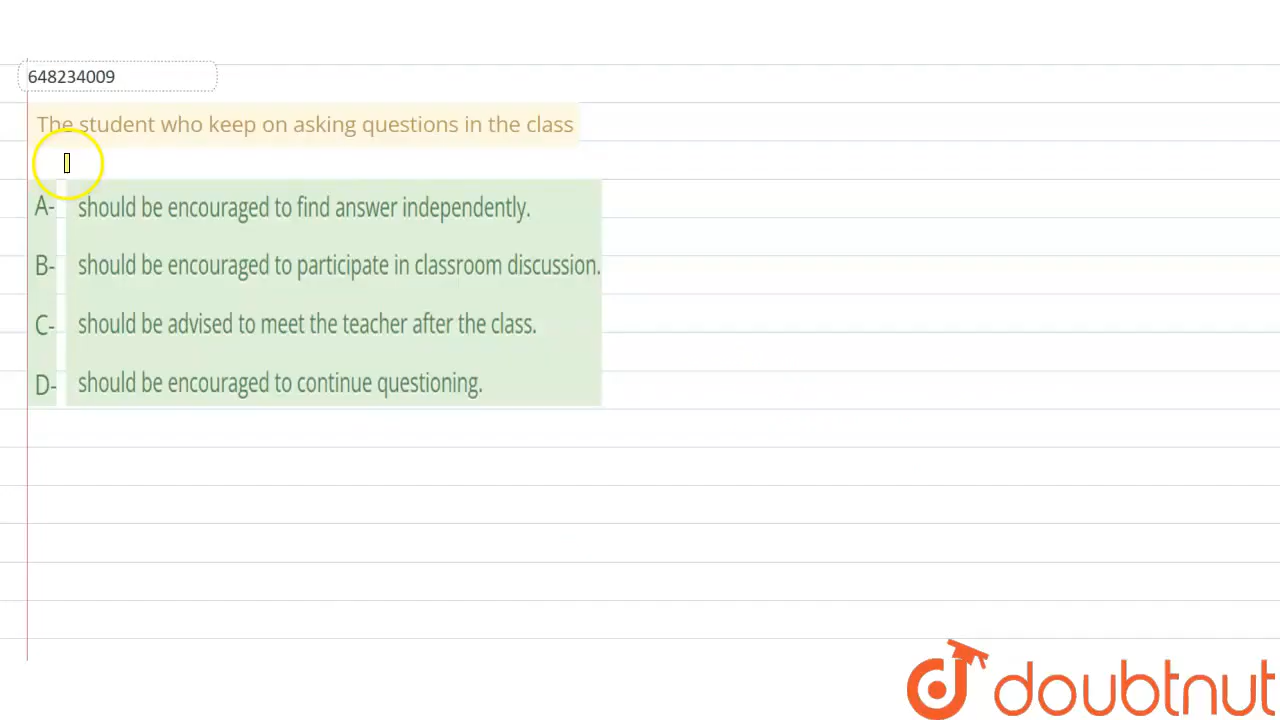 648234009
The student who keep on asking questions in the class
A- should be encouraged to find answer independently.
B- should be encouraged to participate in classroom discussion.
C- should be advised to meet the teacher after the class.
D- should be encouraged to continue questioning.
doubtnut